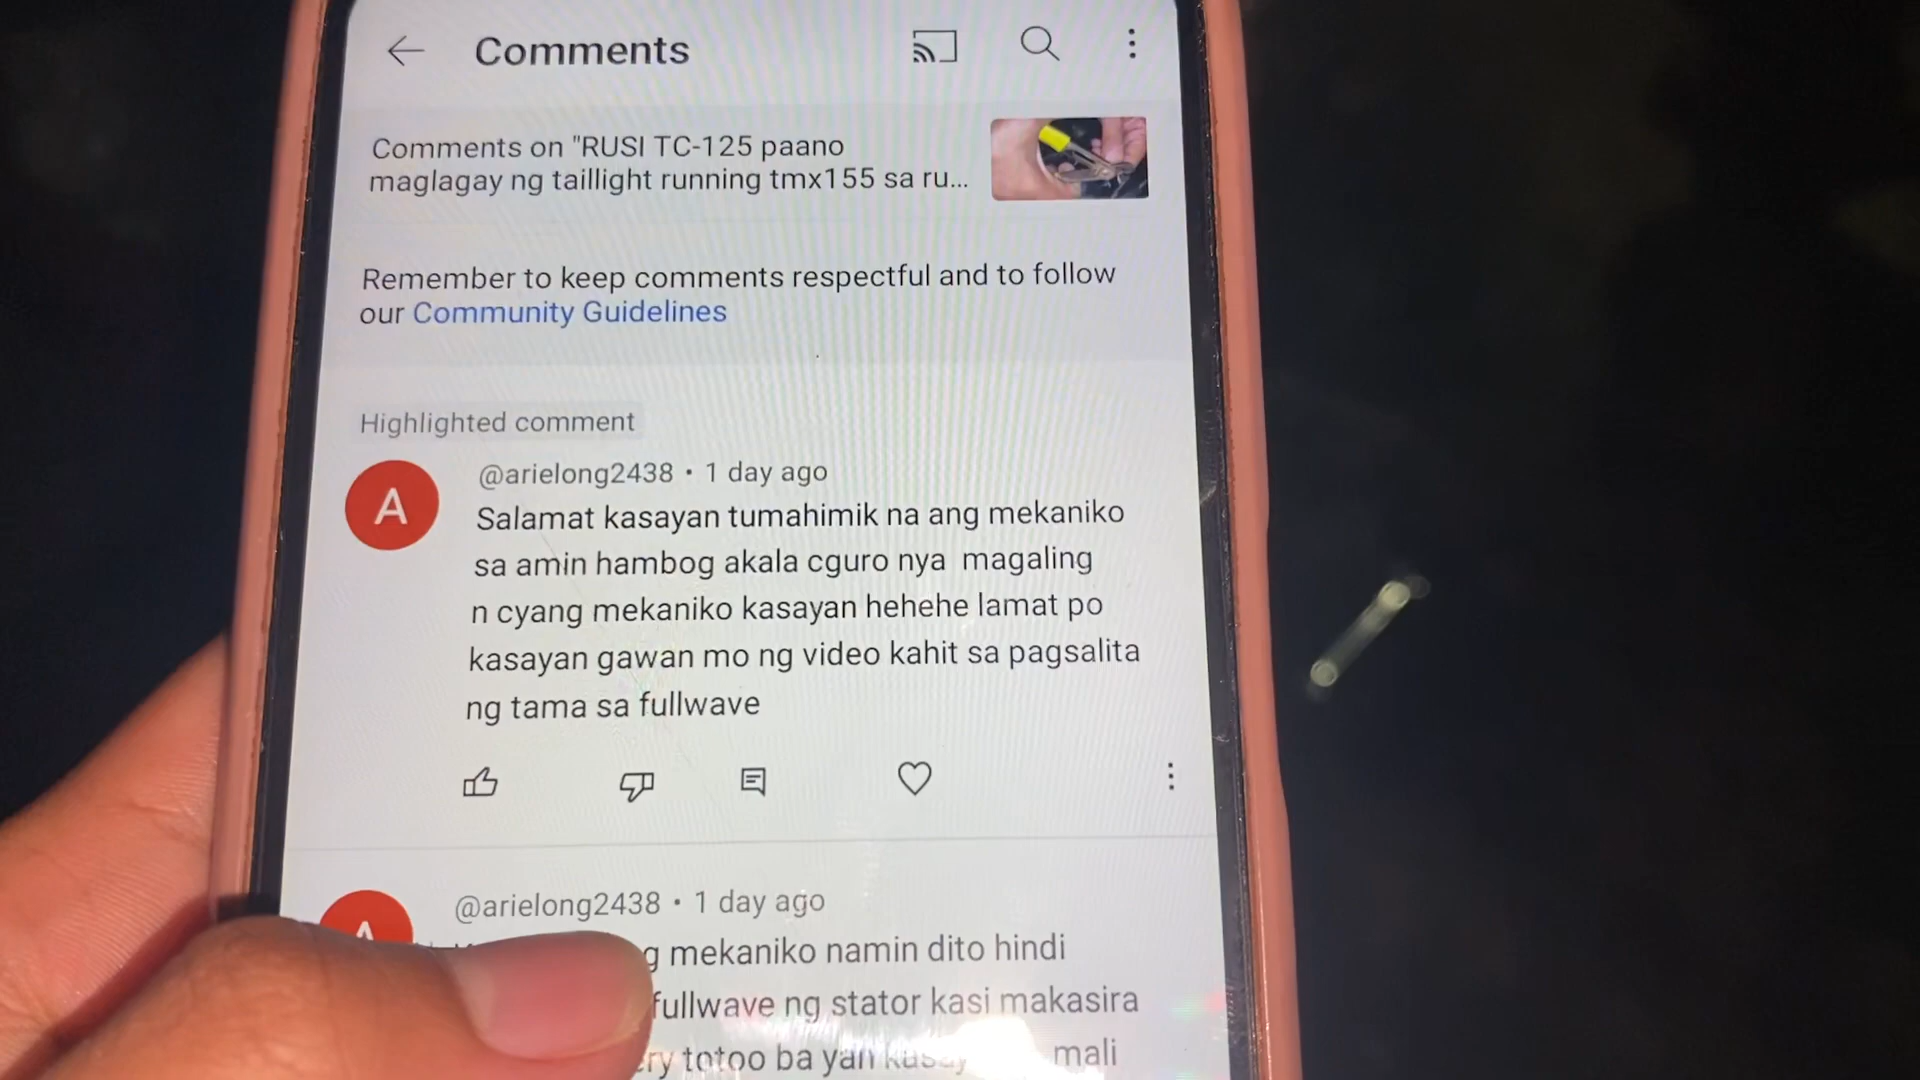 Comments
Comments on "RUSI TC-125 paano
maglagay ng taillight running tmx155 sa ru...
Remember to keep comments respectful and to follow
our Community Guidelines
Highlighted comment
A
@arielong2438 • 1 day ago
Salamat kasayan tumahimik na ang mekaniko
sa amin hambog akala cguro nya magaling
n cyang mekaniko kasayan hehehe lamat po
kasayan gawan mo ng video kahit sa pagsalita
ng tama sa fullwave
A
@arielong2438 • 1 day ago
mekaniko namin dito hindi
fullwave ng stator kasi makasira
totoo ba yan mali